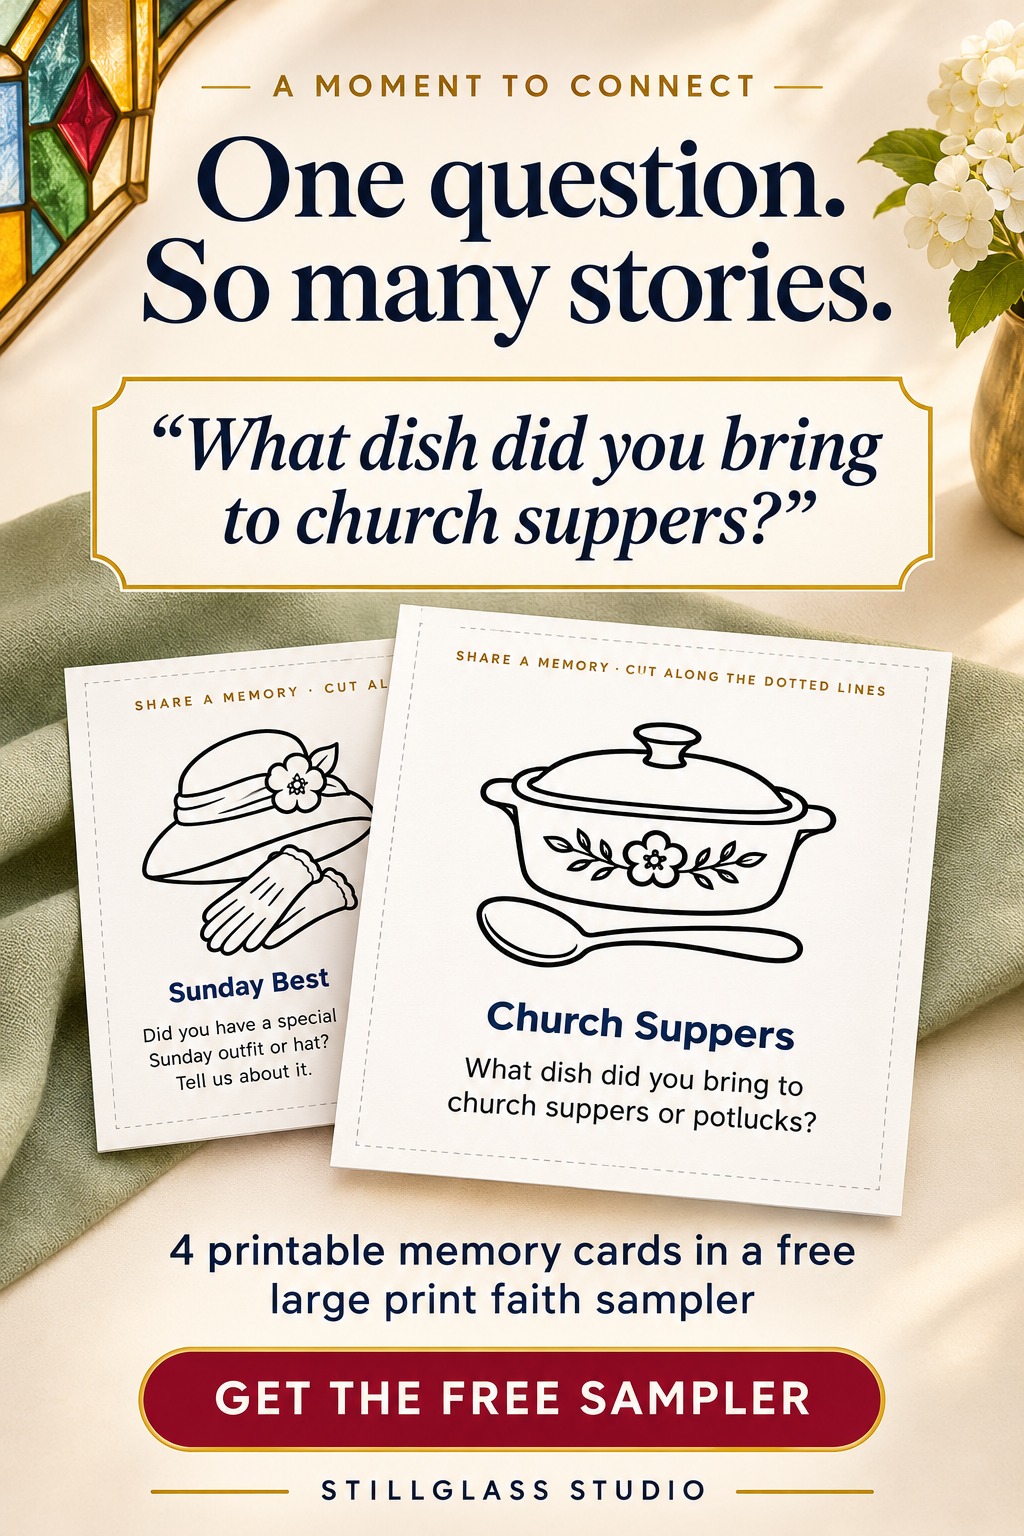 A MOMENT TO CONNECT
One question.
So many stories.
“What dish did you bring
to church suppers?”
SHARE A MEMORY · CUT AL
Sunday Best
Did you have a special
Sunday outfit or hat?
Tell us about it.
SHARE A MEMORY · CUT ALONG THE DOTTED LINES
Church Suppers
What dish did you bring to
church suppers or potlucks?
4 printable memory cards in a free
large print faith sampler
GET THE FREE SAMPLER
STILLGLASS STUDIO